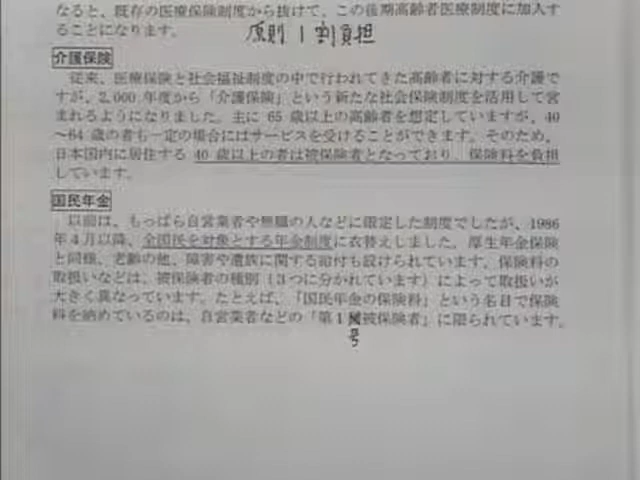 なると、既存の医療保険制度から抜けて、この後期高齢者医療制度に加入す
ることになります。
原則1割負担
介護保険
従来、医療保険と社会福祉制度の中で行われてきた高齢者に対する介護で
すが、2,000年度から「介護保険」という新たな社会保険制度を活用して営
まれるようになりました。主に65歳以上の高齢者を想定していますが、40
～64歳の者も一定の場合にはサービスを受けることができます。そのため、
日本国内に居住する40歳以上の者は被保険者となっており、保険料を負担
しています。
国民年金
以前は、もっぱら自営業者や無職の人などに限定した制度でしたが、1986
年4月以降、全国民を対象とする年金制度に衣替えしました。厚生年金保険
と同様、老齢の他、障害や遺族に関する給付も設けられています。保険料の
取扱いなどは、被保険者の種別（3つに分かれています）によって取扱いが
大きく異なっています。たとえば、「国民年金の保険料」という名目で保険
料を納めているのは、自営業者などの「第1被保険者」に限られています。
号